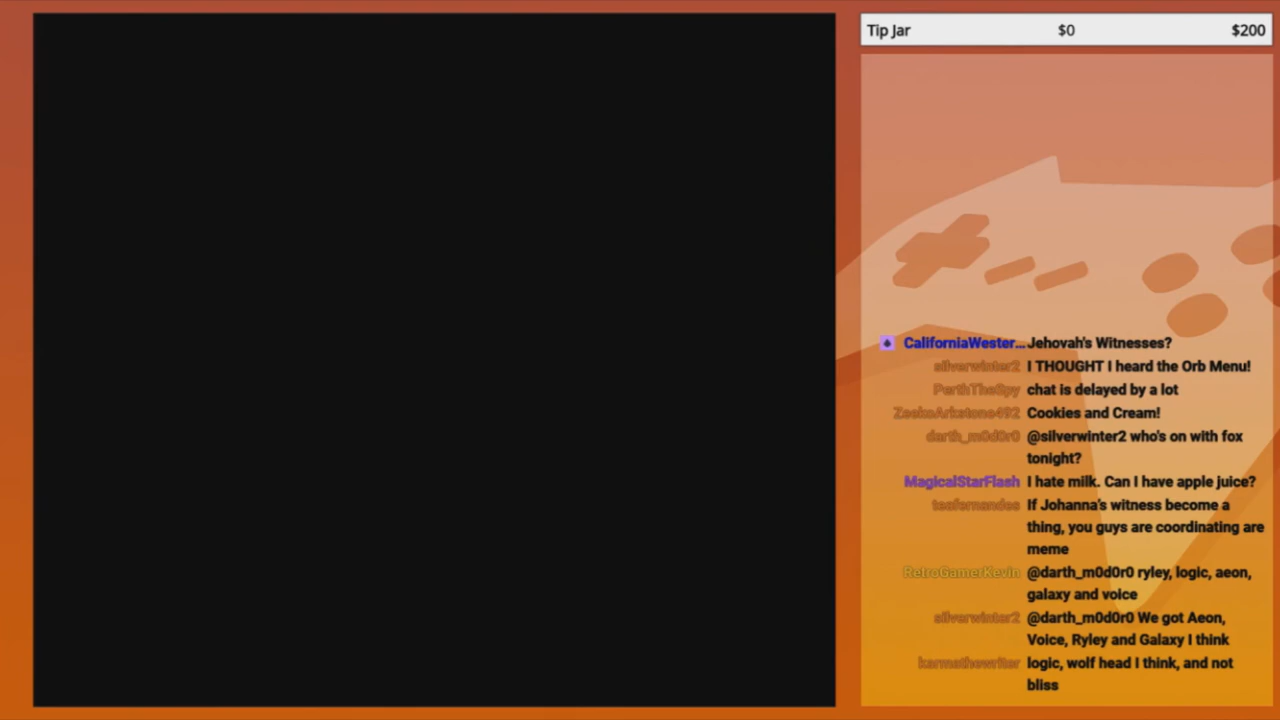 Tip Jar $0 $200
CaliforniaWester... Jehovah's Witnesses?
silverwinter2 I THOUGHT I heard the Orb Menu!
PerthTheSpy chat is delayed by a lot
ZeekoArkstone492 Cookies and Cream!
darth_m0d0r0 @silverwinter2 who's on with fox
tonight?
MagicalStarFlash I hate milk. Can I have apple juice?
teofernandes If Johanna's witness become a
thing, you guys are coordinating are
meme
RetroGamerKevin @darth_m0d0r0 ryley, logic, aeon,
galaxy and voice
silverwinter2 @darth_m0d0r0 We got Aeon,
Voice, Ryley and Galaxy I think
karmathewriter logic, wolf head I think, and not
bliss